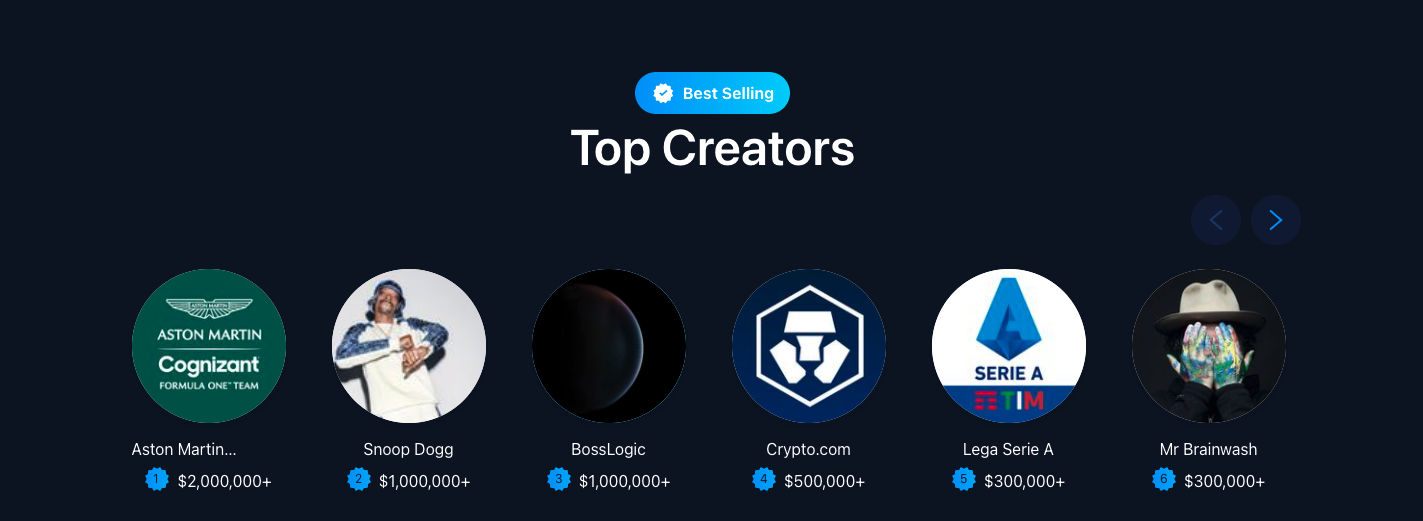 Best Selling
Top Creators
ASTON MARTIN
ASTON MARTIN
Cognizant
FORMULA ONE™ TEAM
SERIE A
TIM
Aston Martin...
Snoop Dogg
BossLogic
Crypto.com
Lega Serie A
Mr Brainwash
1 $2,000,000+
2 $1,000,000+
3 $1,000,000+
4 $500,000+
5 $300,000+
6 $300,000+